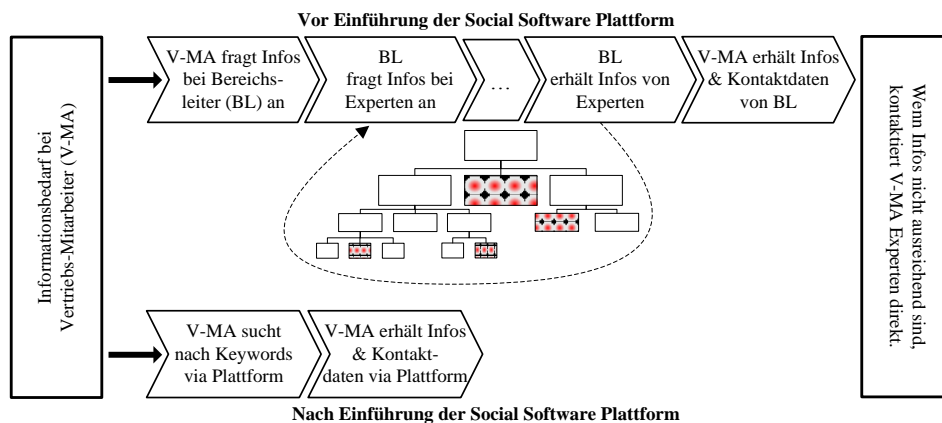 Vor Einführung der Social Software Plattform
Informationsbedarf bei
Vertriebs-Mitarbeiter (V-MA)
V-MA fragt Infos
bei Bereichs-
leiter (BL) an
BL
fragt Infos bei
Experten an
…
BL
erhält Infos von
Experten
V-MA erhält Infos
& Kontaktdaten
von BL
Wenn Infos nicht ausreichend sind,
kontaktiert V-MA Experten direkt.
V-MA sucht
nach Keywords
via Plattform
V-MA erhält Infos
& Kontakt-
daten via Plattform
Nach Einführung der Social Software Plattform